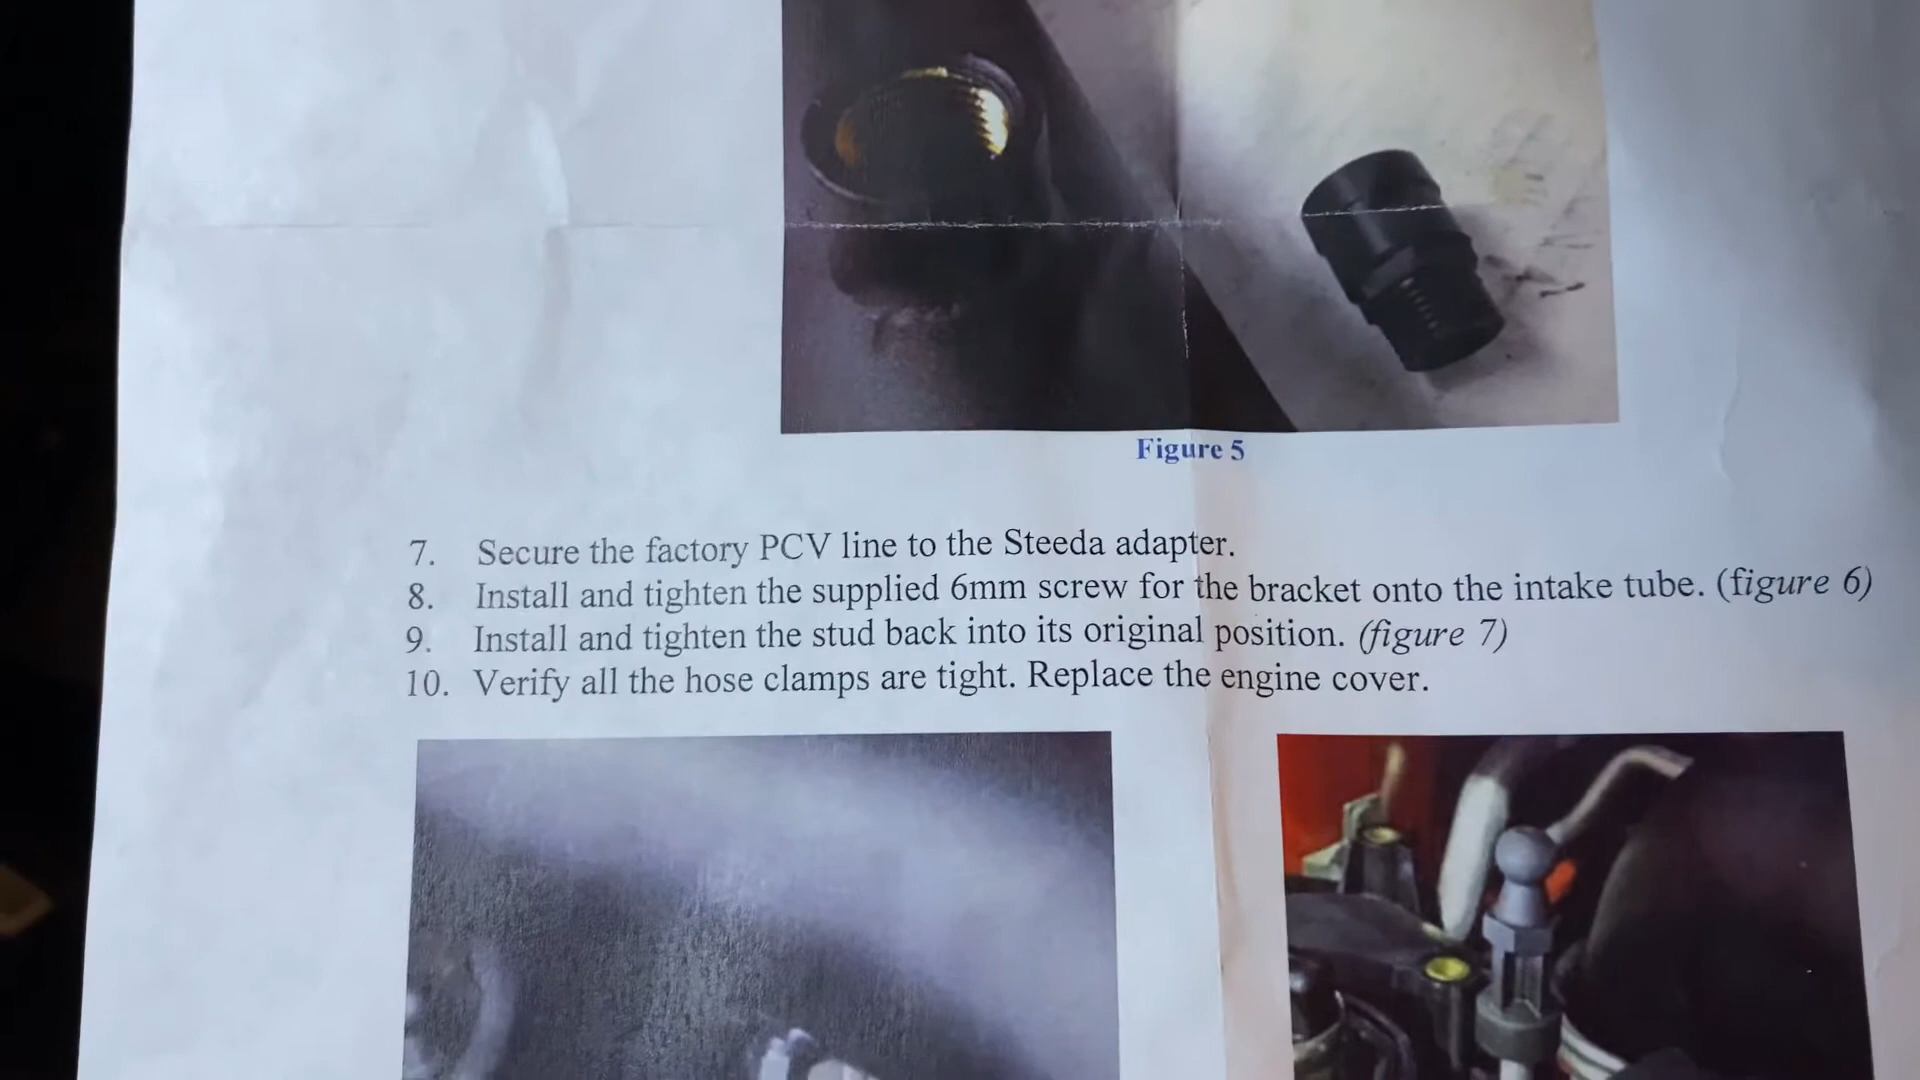 Figure 5
7. Secure the factory PCV line to the Steeda adapter.
8. Install and tighten the supplied 6mm screw for the bracket onto the intake tube. (figure 6)
9. Install and tighten the stud back into its original position. (figure 7)
10. Verify all the hose clamps are tight. Replace the engine cover.